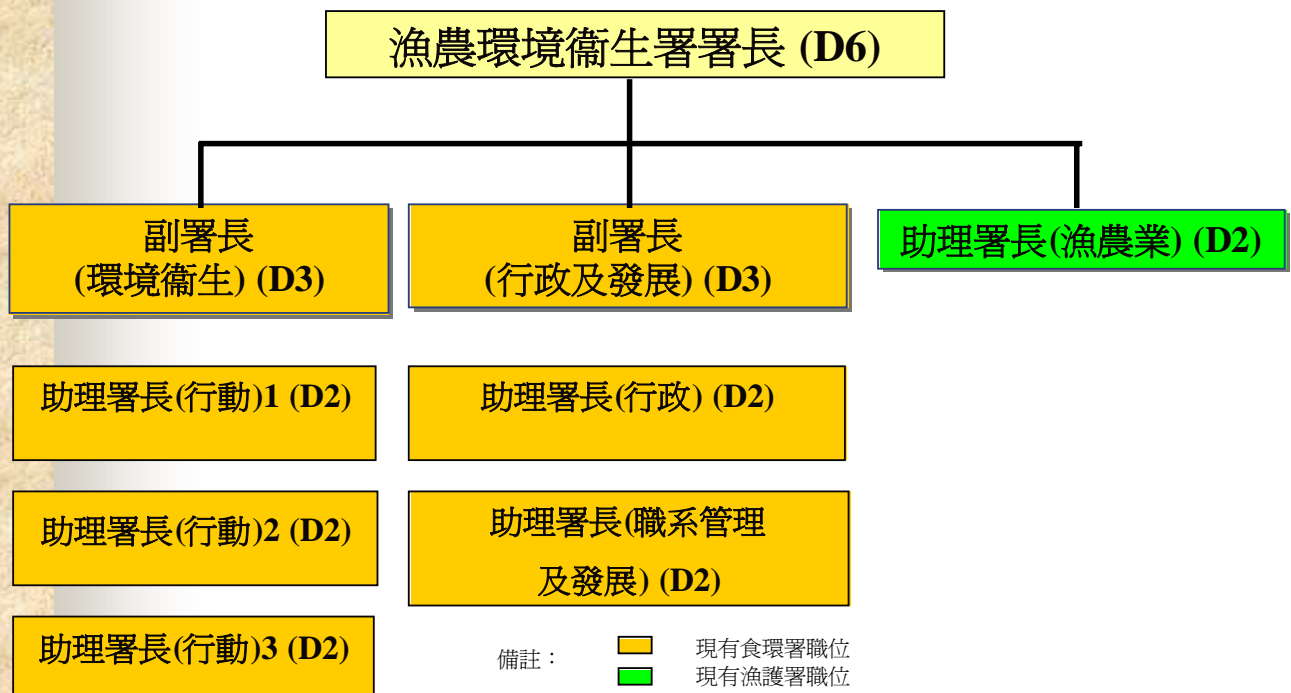 漁農環境衞生署署長 (D6)
副署長
(環境衞生) (D3)
副署長
(行政及發展) (D3)
助理署長(漁農業) (D2)
助理署長(行動)1 (D2)
助理署長(行政) (D2)
助理署長(行動)2 (D2)
助理署長(職系管理
及發展) (D2)
助理署長(行動)3 (D2)
備註：
現有食環署職位
現有漁護署職位